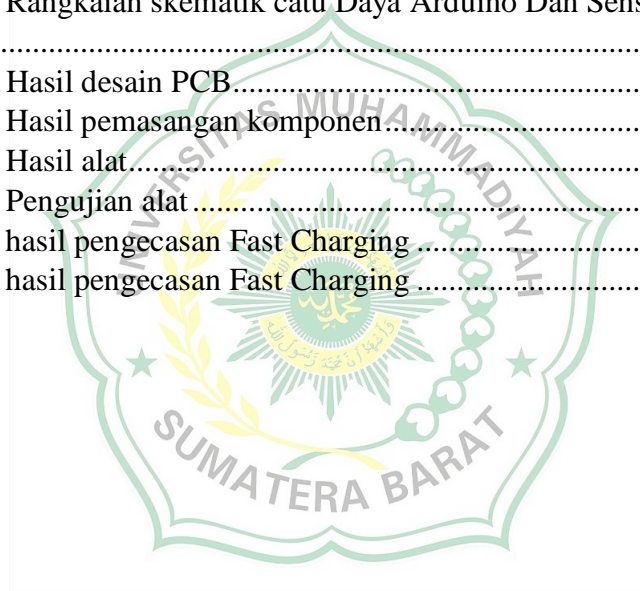 Rangkaian skematik catu Daya Arduino Dan Sens
................................................................................
Hasil desain PCB..................................................
Hasil pemasangan komponen...............................
Hasil alat................................................................
Pengujian alat........................................................
hasil pengecasan Fast Charging............................
hasil pengecasan Fast Charging............................
UNIVERSITAS MUHAMMADIYAH
SUMATERA BARAT